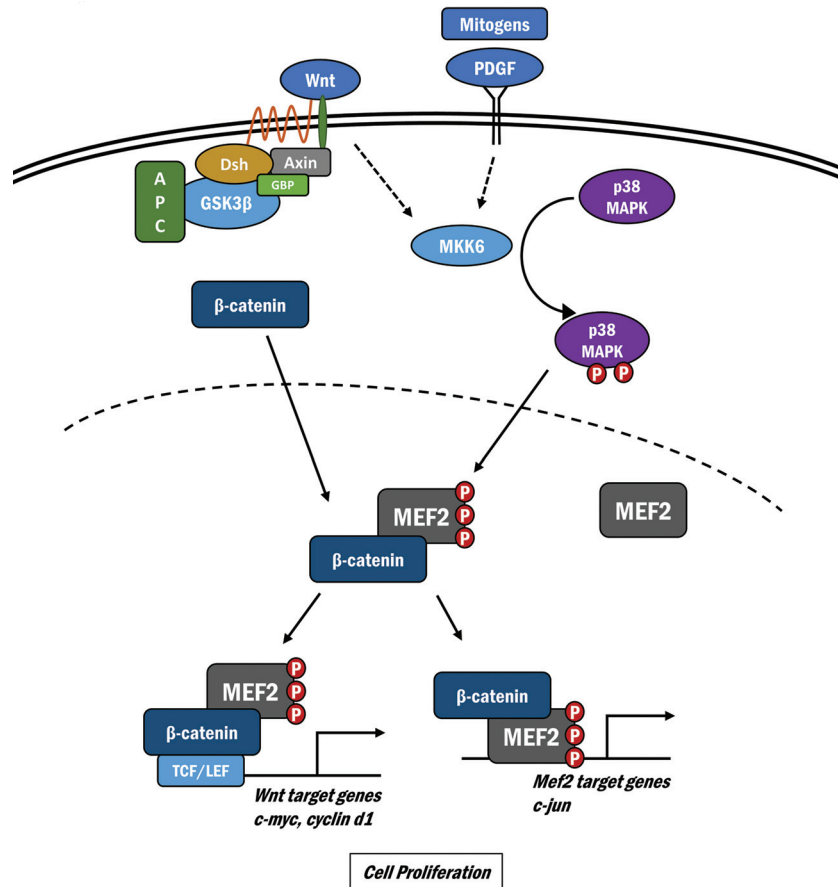 Mitogens
Wnt
PDGF
Dsh
Axin
GBP
A
P
C
GSK3β
p38
MAPK
MKK6
β-catenin
p38
MAPK
P P
MEF2
P
P
P
β-catenin
MEF2
MEF2
P
P
P
β-catenin
TCF/LEF
β-catenin
MEF2
P
P
P
Wnt target genes
c-myc, cyclin d1
Mef2 target genes
c-jun
Cell Proliferation